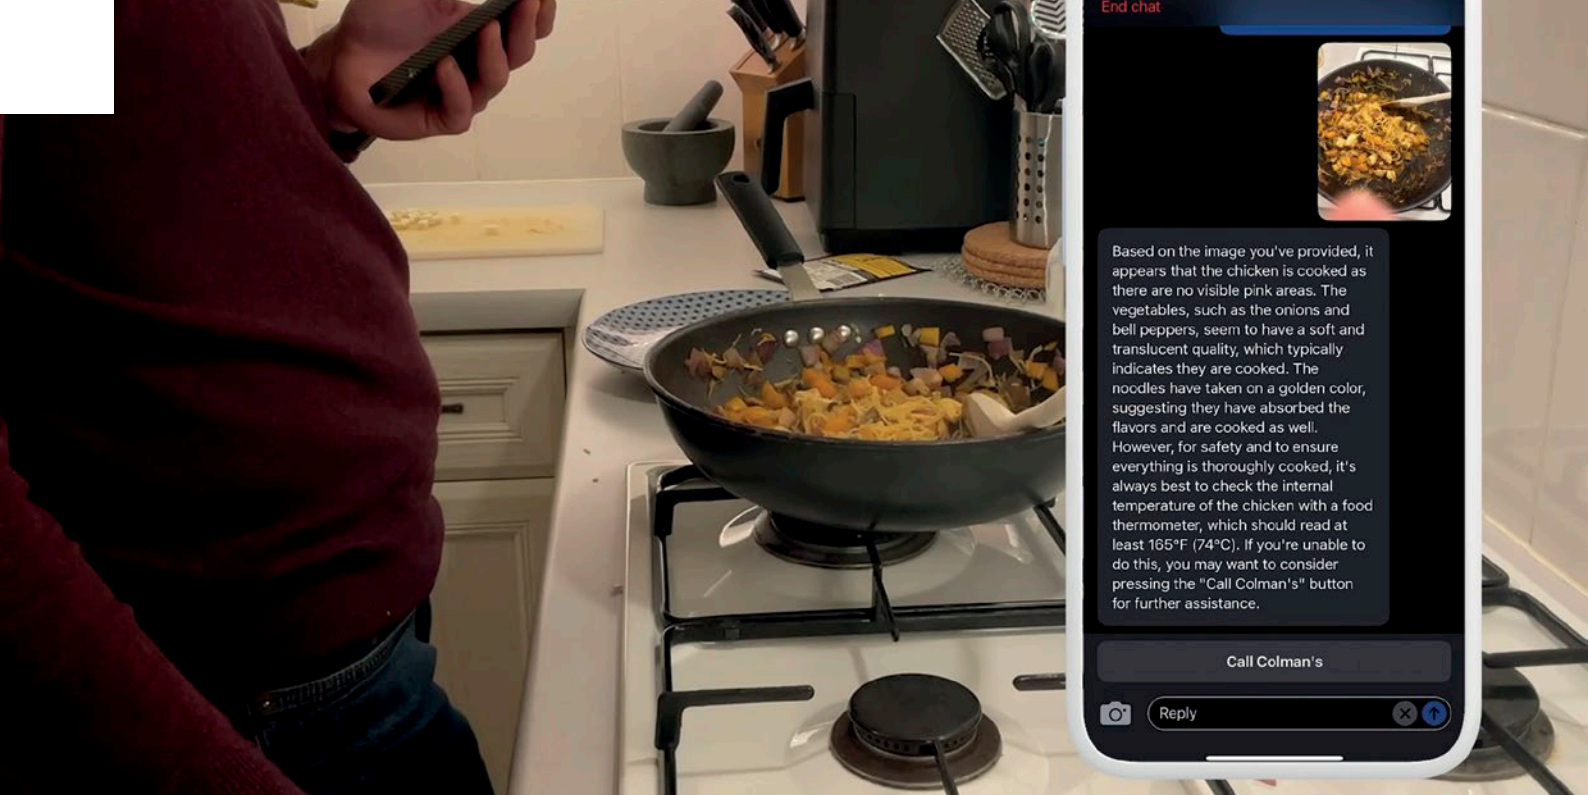 End chat
Based on the image you've provided, it
appears that the chicken is cooked as
there are no visible pink areas. The
vegetables, such as the onions and
bell peppers, seem to have a soft and
translucent quality, which typically
indicates they are cooked. The
noodles have taken on a golden color,
suggesting they have absorbed the
flavors and are cooked as well.
However, for safety and to ensure
everything is thoroughly cooked, it's
always best to check the internal
temperature of the chicken with a food
thermometer, which should read at
least 165°F (74°C). If you're unable to
do this, you may want to consider
pressing the "Call Colman's" button
for further assistance.
Call Colman's
Reply